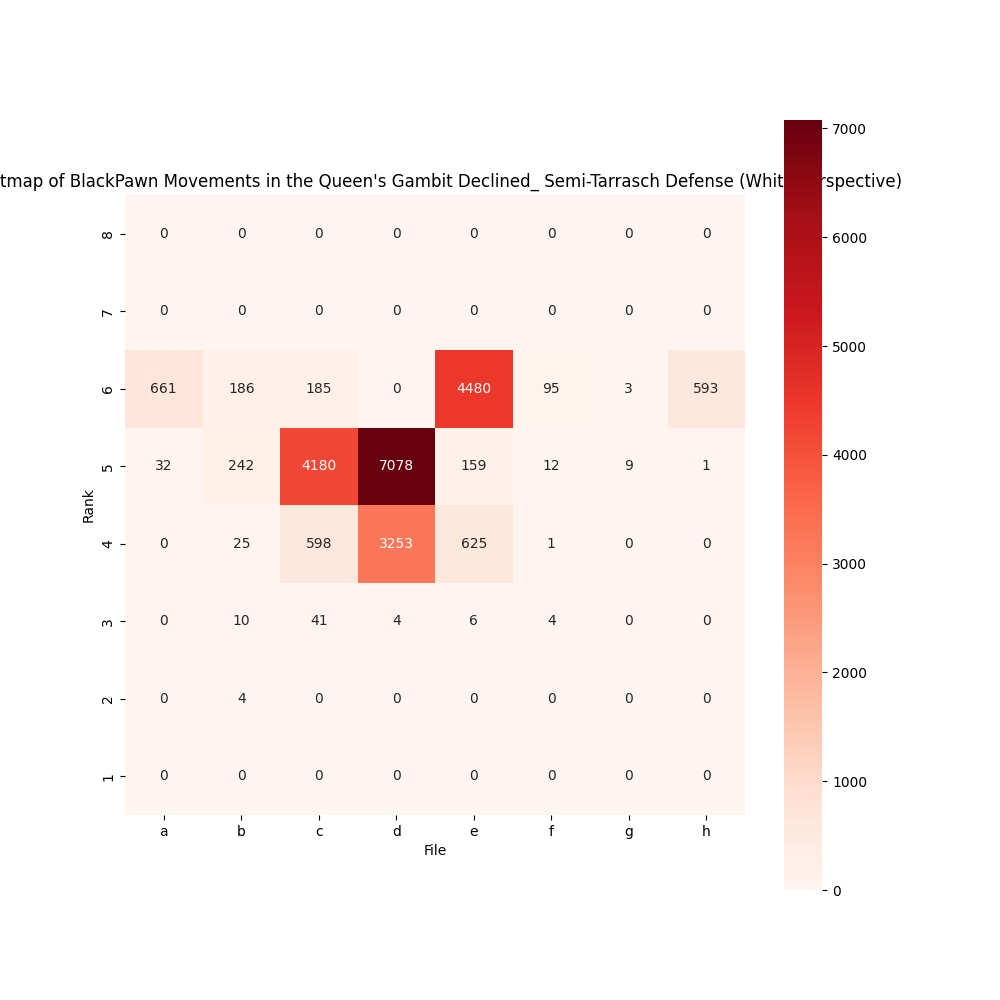 tmap of BlackPawn Movements in the Queen's Gambit Declined_ Semi-Tarrasch Defense (Whit rspective)
8 0 0 0 0 0 0 0 0
7 0 0 0 0 0 0 0 0
6 661 186 185 0 4480 95 3 593
5 32 242 4180 7078 159 12 9 1
4 0 25 598 3253 625 1 0 0
3 0 10 41 4 6 4 0 0
2 0 4 0 0 0 0 0 0
1 0 0 0 0 0 0 0 0
a b c d e f g h
File
Rank
7000
6000
5000
4000
3000
2000
1000
0